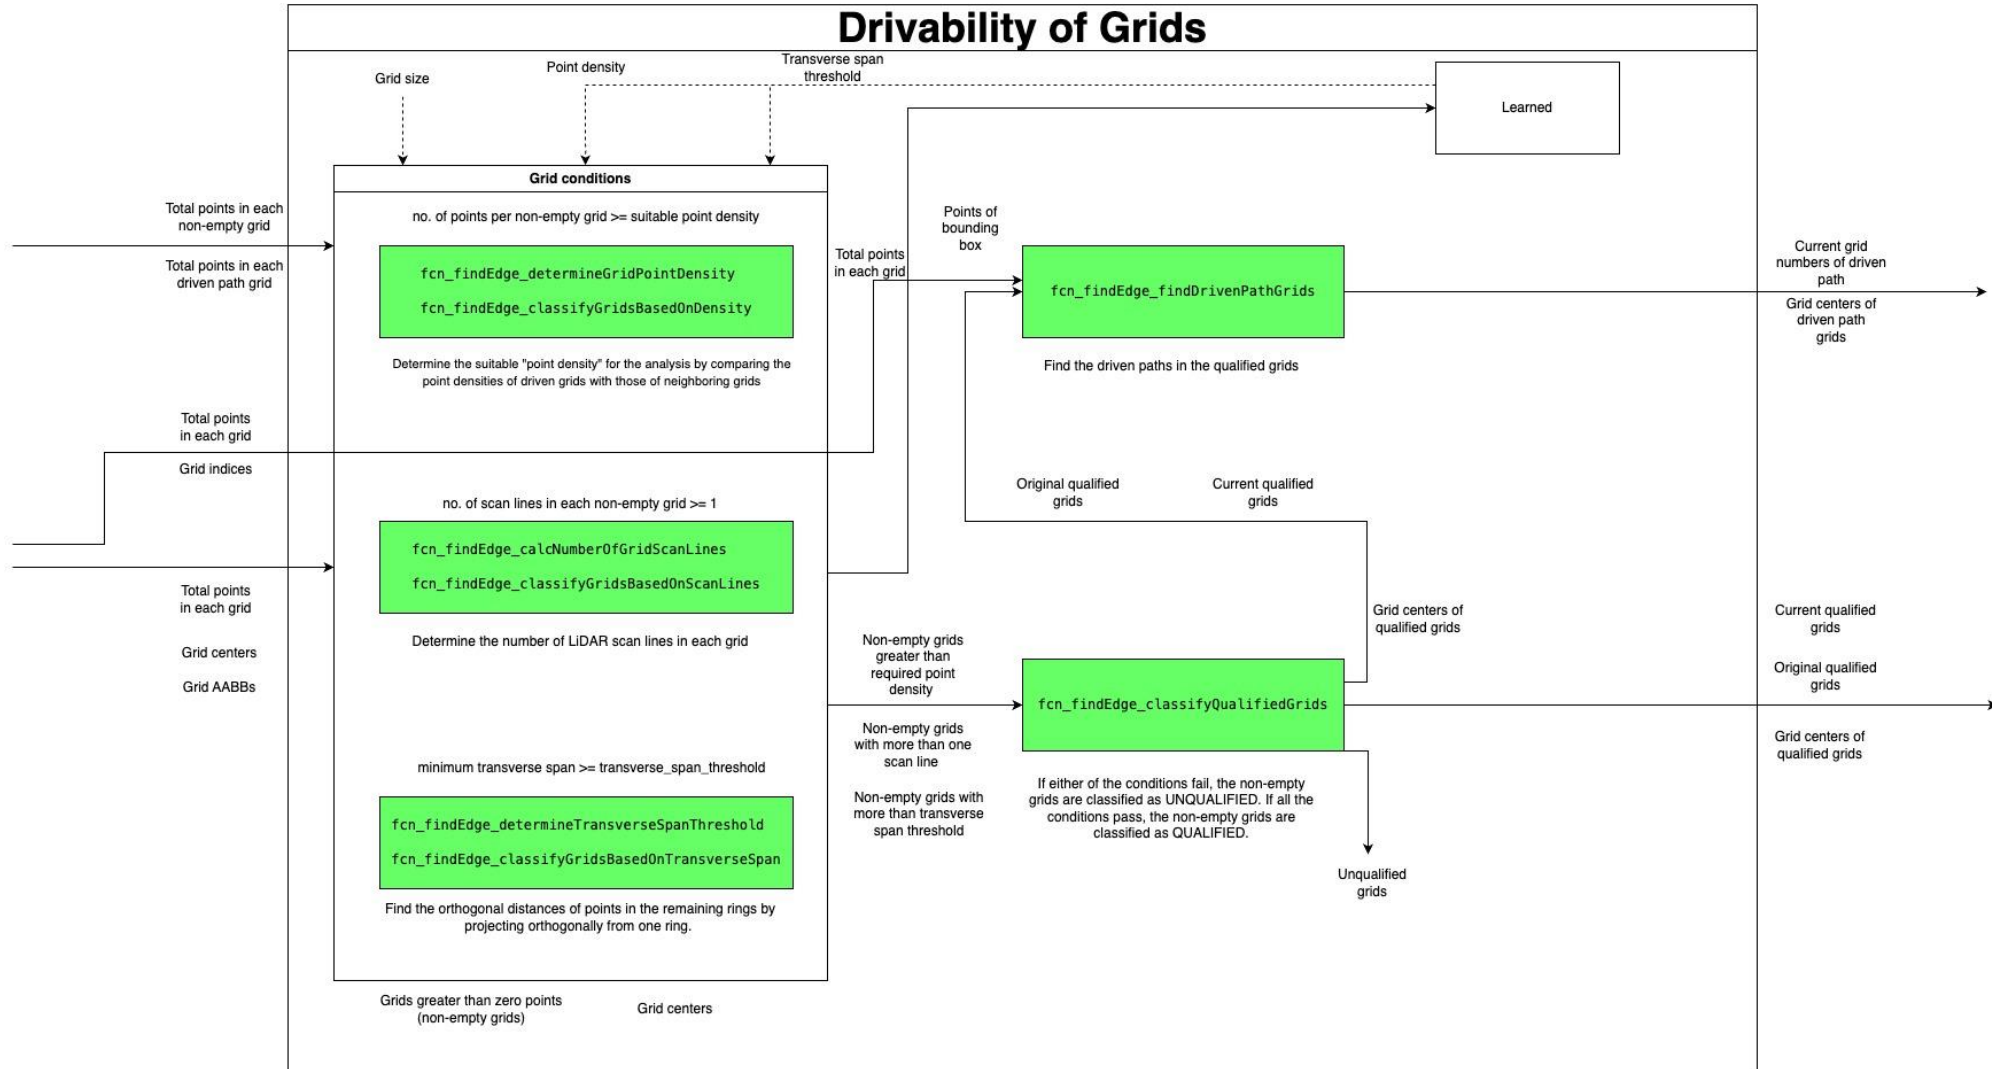 Drivability of Grids
Grid size
Point density
Transverse span
threshold
Learned
Grid conditions
no. of points per non-empty grid >= suitable point density
fcn_findEdge_determineGridPointDensity
fcn_findEdge_classifyGridsBasedOnDensity
Determine the suitable "point density" for the analysis by comparing the
point densities of driven grids with those of neighboring grids
Total points in each
non-empty grid
Total points in each
driven path grid
Total points
in each grid
Grid indices
no. of scan lines in each non-empty grid >= 1
fcn_findEdge_calcNumberOfGridScanLines
fcn_findEdge_classifyGridsBasedOnScanLines
Determine the number of LiDAR scan lines in each grid
Total points
in each grid
Grid centers
Grid AABBs
minimum transverse span >= transverse_span_threshold
fcn_findEdge_determineTransverseSpanThreshold
fcn_findEdge_classifyGridsBasedOnTransverseSpan
Find the orthogonal distances of points in the remaining rings by
projecting orthogonally from one ring.
Grids greater than zero points
(non-empty grids)
Grid centers
Total points
in each grid
Points of
bounding
box
fcn_findEdge_findDrivenPathGrids
Find the driven paths in the qualified grids
Current grid
numbers of driven
path
Grid centers of
driven path
grids
Original qualified
grids
Current qualified
grids
Grid centers of
qualified grids
Non-empty grids
greater than
required point
density
Non-empty grids
with more than one
scan line
Non-empty grids with
more than transverse
span threshold
fcn_findEdge_classifyQualifiedGrids
If either of the conditions fail, the non-empty
grids are classified as UNQUALIFIED. If all the
conditions pass, the non-empty grids are
classified as QUALIFIED.
Unqualified
grids
Current qualified
grids
Original qualified
grids
Grid centers of
qualified grids